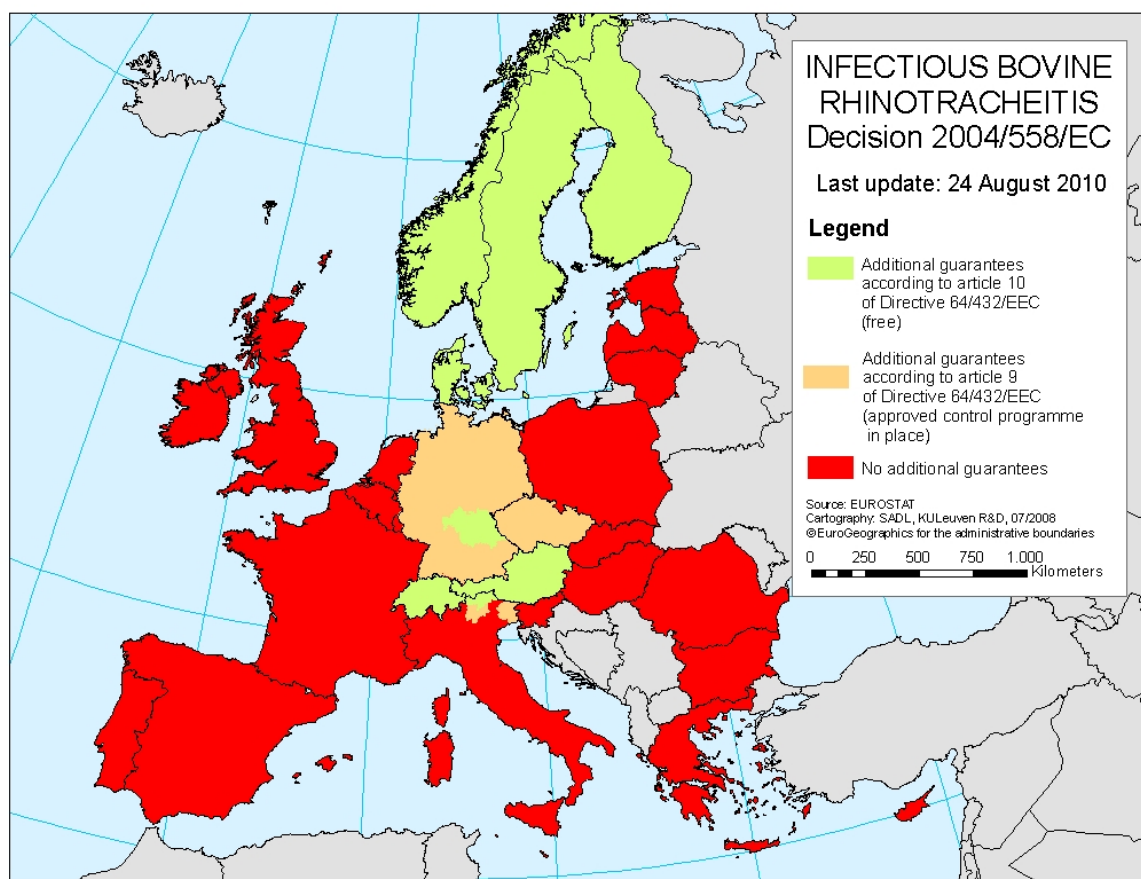 INFECTIOUS BOVINE
RHINOTRACHEITIS
Decision 2004/558/EC
Last update: 24 August 2010
Legend
Additional guarantees
according to article 10
of Directive 64/432/EEC
(free)
Additional guarantees
according to article 9
of Directive 64/432/EEC
(approved control programme
in place)
No additional guarantees
Source: EUROSTAT
Cartography: SADL, KULeuven R&D, 07/2008
©EuroGeographics for the administrative boundaries
0 250 500 750 1.000
Kilometers